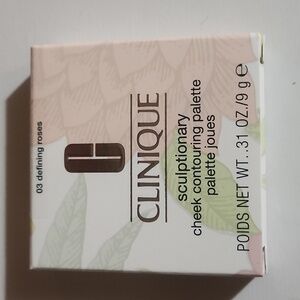 03 defining roses
CLINIQUE
sculptionary
cheek contouring palette
palette joues
POIDS NET WT. .31 OZ./9 g e